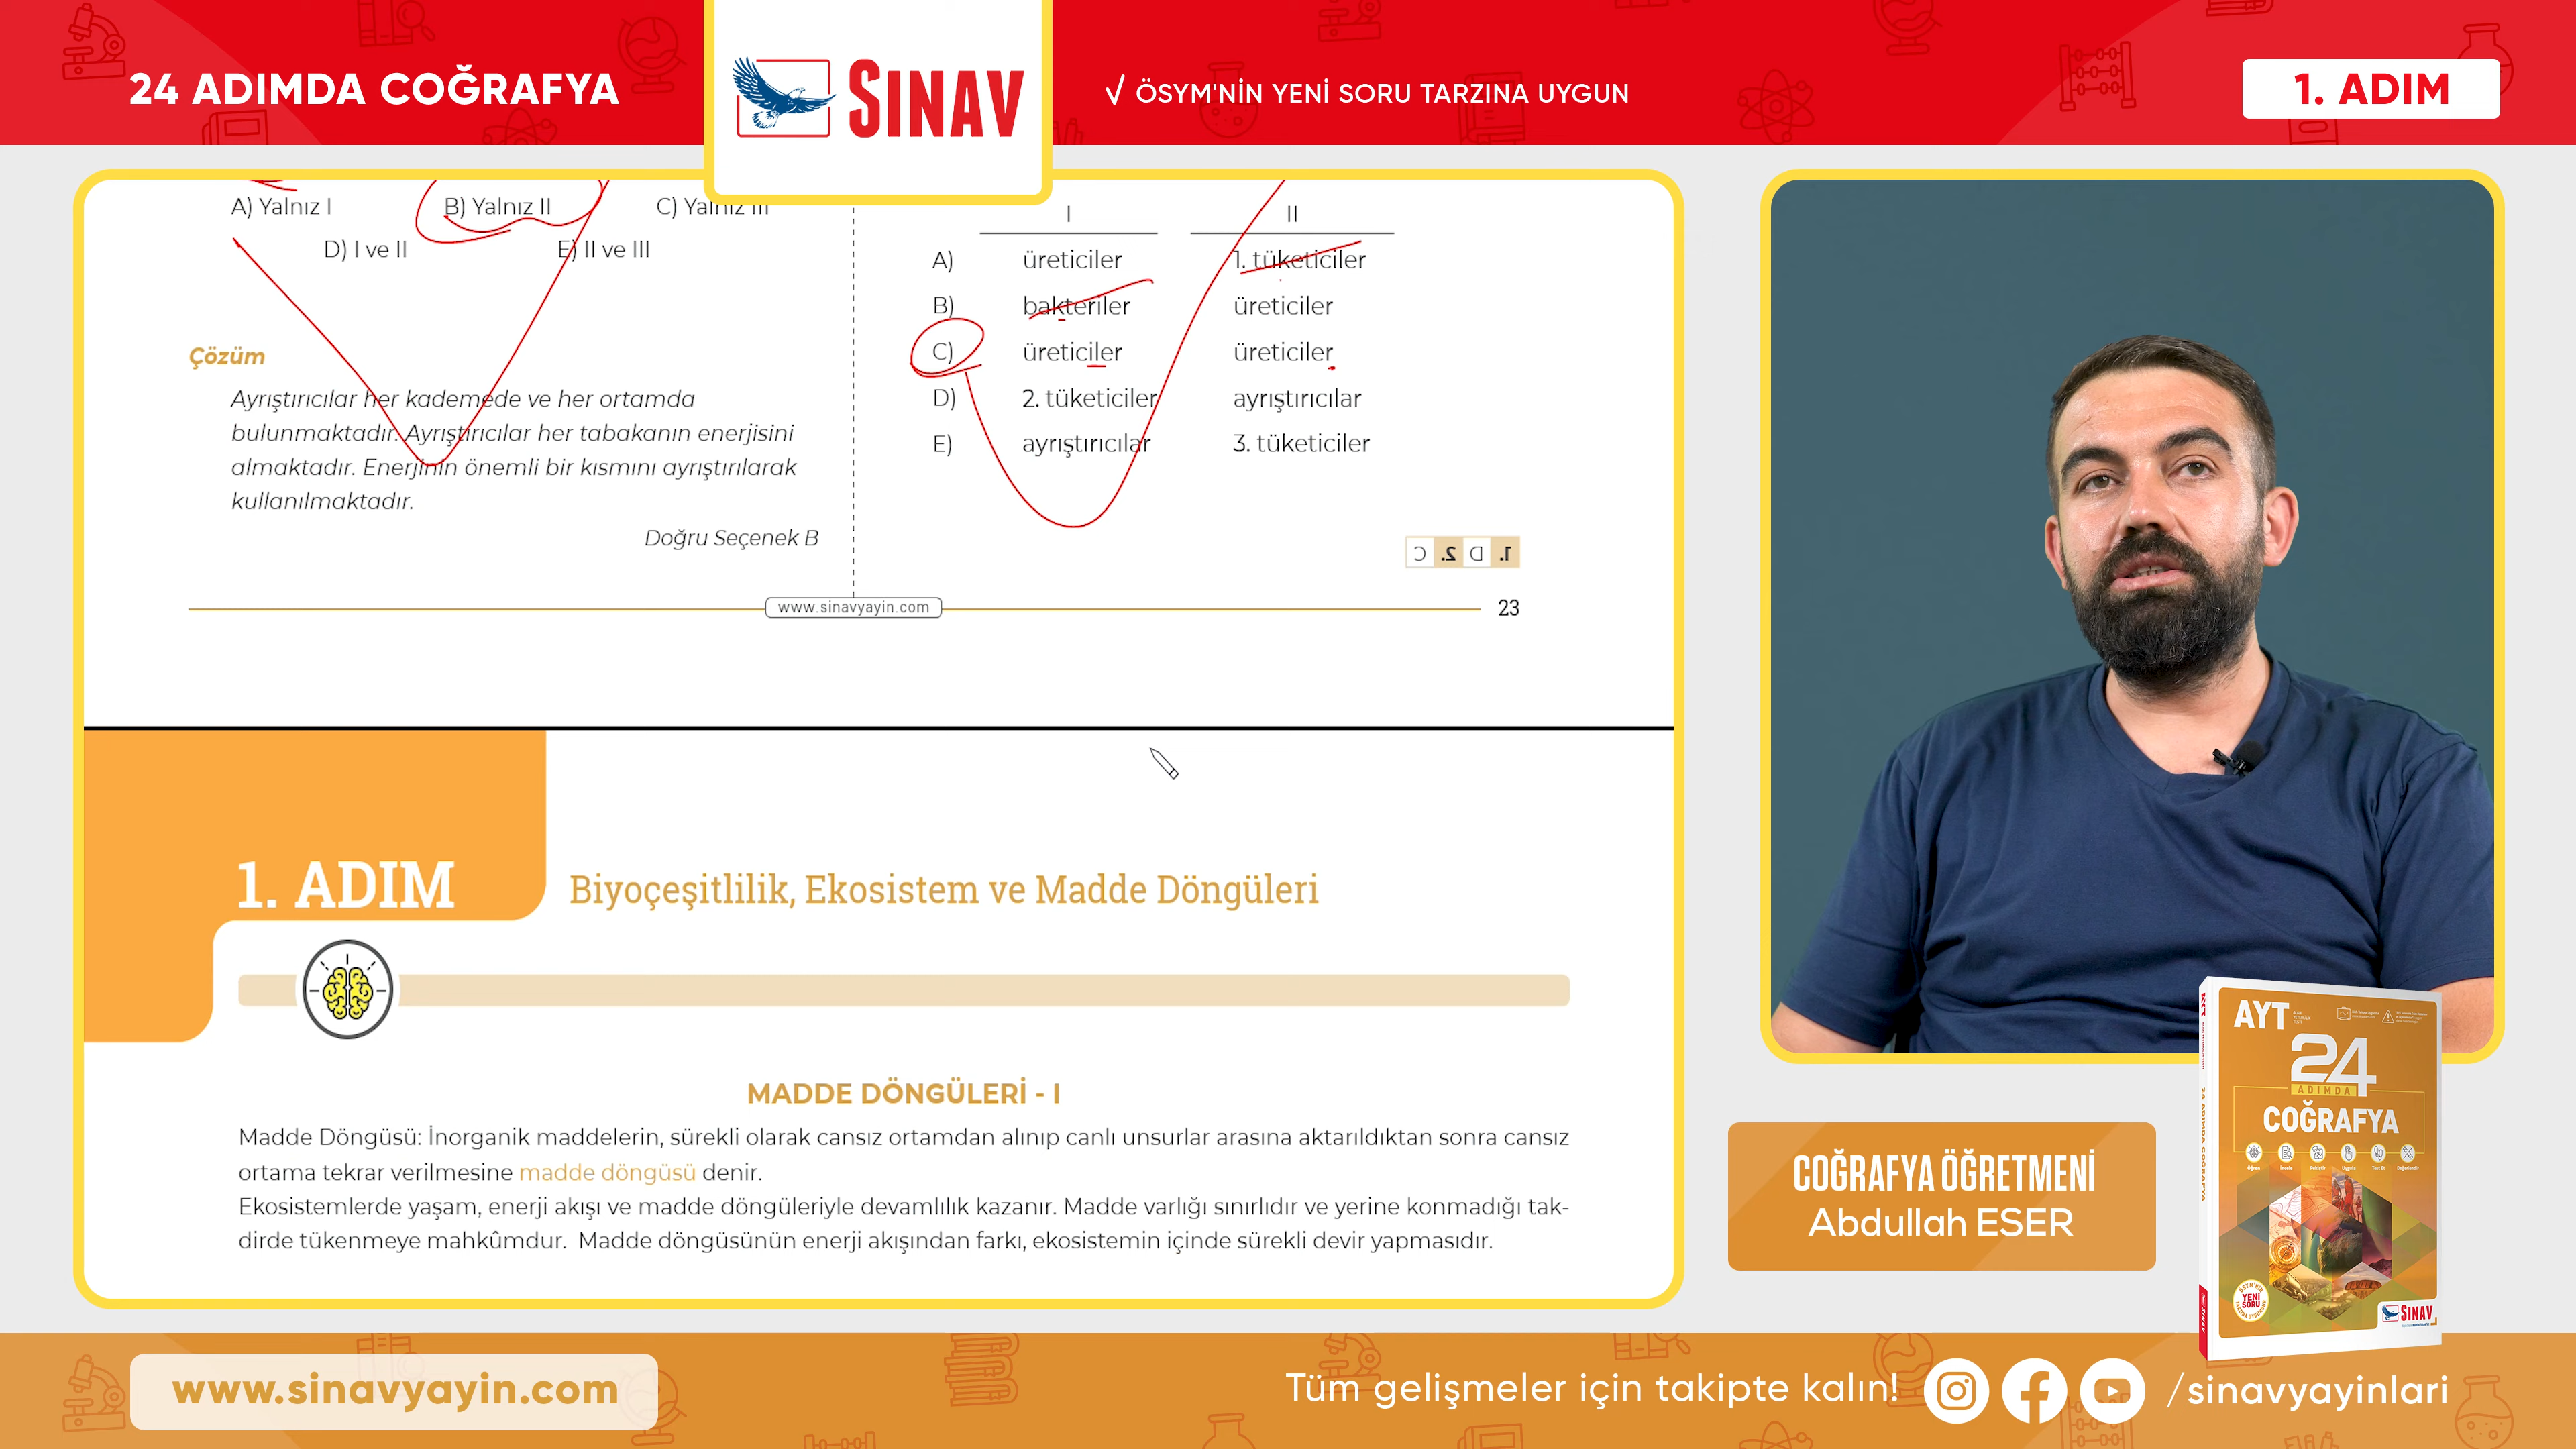 24 ADIMDA COĞRAFYA
SINAV
√ ÖSYM'NİN YENİ SORU TARZINA UYGUN
1. ADIM
A) Yalnız I B) Yalnız II C) Yalnız III
D) I ve II E) II ve III
Çözüm
Ayrıştırıcılar her kademede ve her ortamda
bulunmaktadır. Ayrıştırıcılar her tabakanın enerjisini
almaktadır. Enerjinin önemli bir kısmını ayrıştırılarak
kullanılmaktadır.
Doğru Seçenek B
I II
A) üreticiler 1. tüketiciler
B) bakteriler üreticiler
C) üreticiler üreticiler
D) 2. tüketiciler ayrıştırıcılar
E) ayrıştırıcılar 3. tüketiciler
1. D 2. C
www.sinavyayin.com 23
1. ADIM Biyoçeşitlilik, Ekosistem ve Madde Döngüleri
MADDE DÖNGÜLERİ - I
Madde Döngüsü: İnorganik maddelerin, sürekli olarak cansız ortamdan alınıp canlı unsurlar arasına aktarıldıktan sonra cansız
ortama tekrar verilmesine madde döngüsü denir.
Ekosistemlerde yaşam, enerji akışı ve madde döngüleriyle devamlılık kazanır. Madde varlığı sınırlıdır ve yerine konmadığı tak-
dirde tükenmeye mahkûmdur. Madde döngüsünün enerji akışından farkı, ekosistemin içinde sürekli devir yapmasıdır.
COĞRAFYA ÖĞRETMENİ
Abdullah ESER
AYT
24
ADIMDA
COĞRAFYA
YENİ
SORU
SINAV
www.sinavyayin.com
Tüm gelişmeler için takipte kalın!
/sinavyayinlari